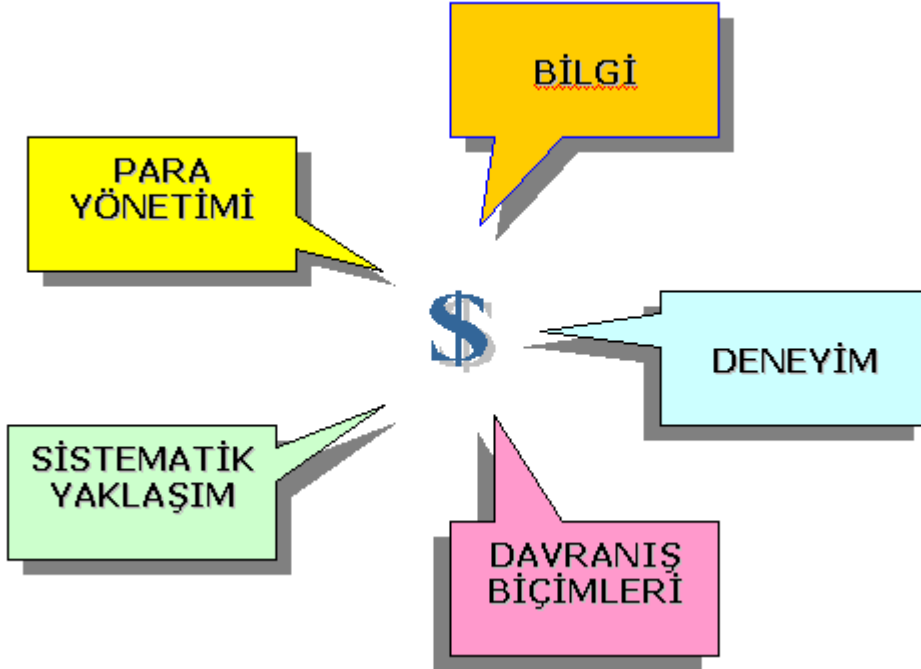 BİLGİ
PARA
YÖNETİMİ
$
DENEYİM
SİSTEMATİK
YAKLAŞIM
DAVRANIŞ
BİÇİMLERİ